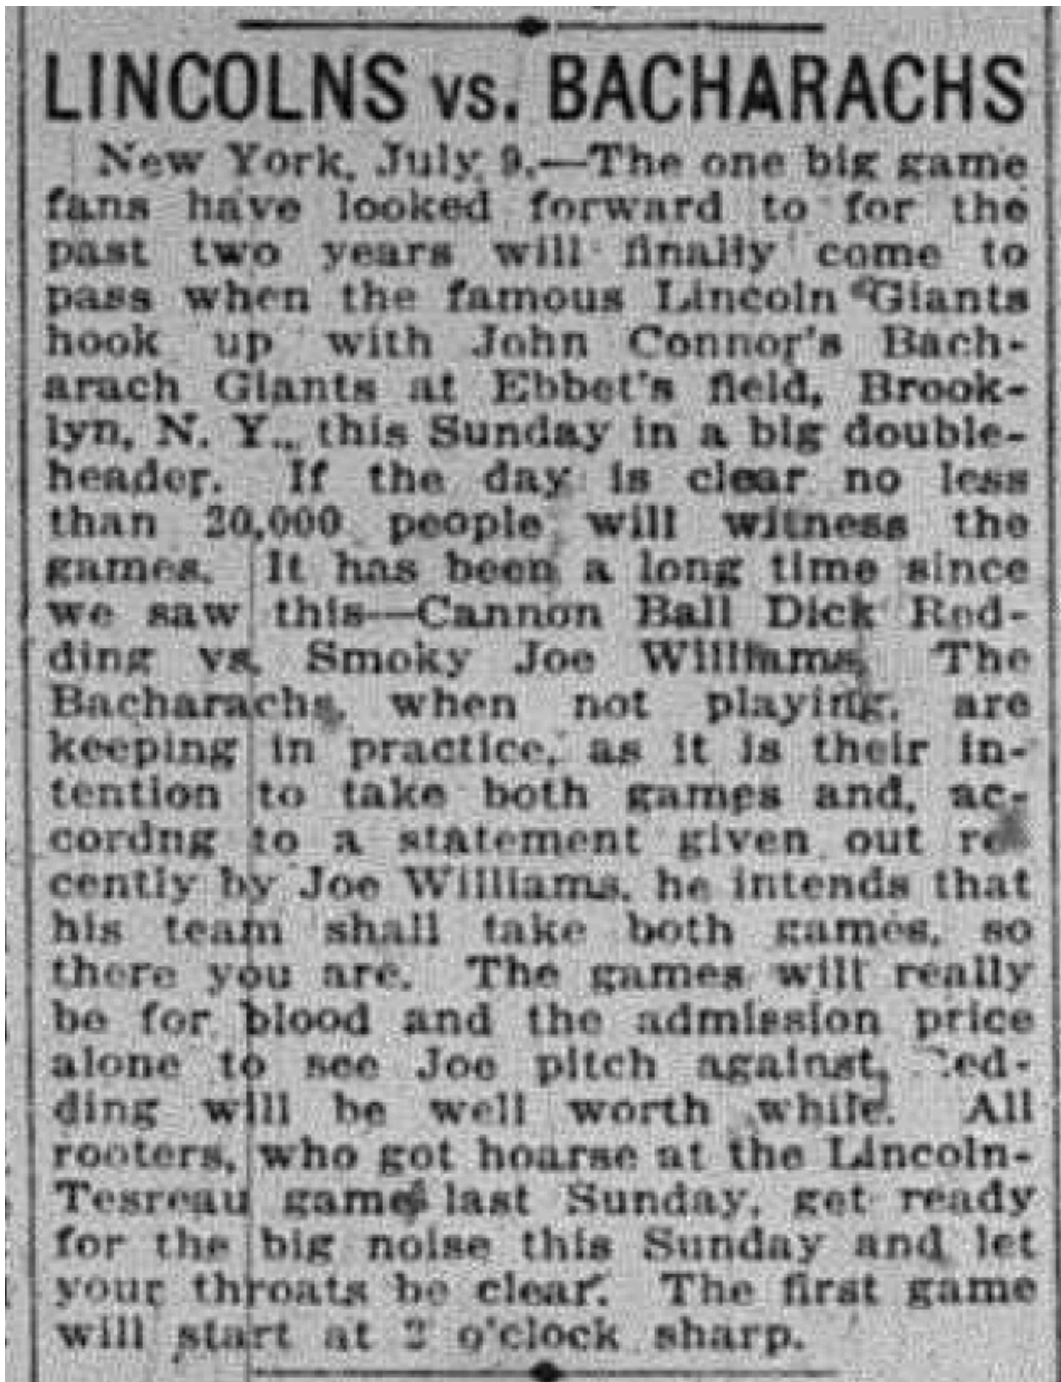 LINCOLNS vs. BACHARACHS
New York, July 9.—The one big game
fans have looked forward to for the
past two years will finally come to
pass when the famous Lincoln Giants
hook up with John Connor's Bach-
arach Giants at Ebbet's field, Brook-
lyn, N. Y., this Sunday in a big double-
header. If the day is clear no less
than 20,000 people will witness the
games. It has been a long time since
we saw this—Cannon Ball Dick Red-
ding vs. Smoky Joe Williams. The
Bacharachs, when not playing, are
keeping in practice, as it is their in-
tention to take both games and, ac-
cordng to a statement given out re-
cently by Joe Williams, he intends that
his team shall take both games, so
there you are. The games will really
be for blood and the admission price
alone to see Joe pitch against Red-
ding will be well worth while. All
rooters, who got hoarse at the Lincoln-
Tesreau games last Sunday, get ready
for the big noise this Sunday and let
your throats be clear. The first game
will start at 2 o'clock sharp.